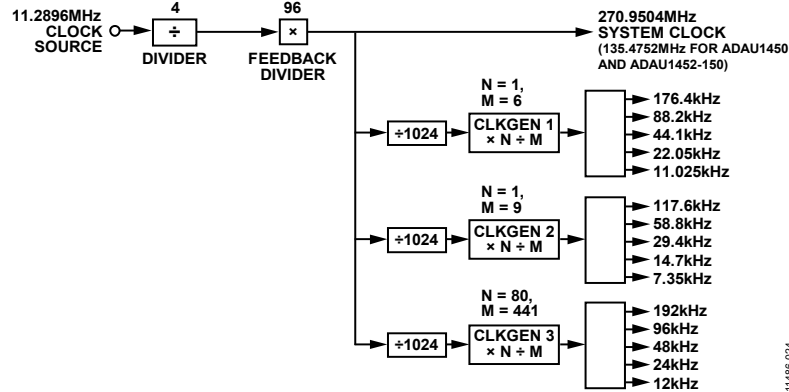 11.2896MHz
CLOCK
SOURCE
4
÷
DIVIDER
96
×
FEEDBACK
DIVIDER
270.9504MHz
SYSTEM CLOCK
(135.4752MHz FOR ADAU1450
AND ADAU1452-150)
N = 1,
M = 6
÷1024
CLKGEN 1
× N ÷ M
176.4kHz
88.2kHz
44.1kHz
22.05kHz
11.025kHz
N = 1,
M = 9
÷1024
CLKGEN 2
× N ÷ M
117.6kHz
58.8kHz
29.4kHz
14.7kHz
7.35kHz
N = 80,
M = 441
÷1024
CLKGEN 3
× N ÷ M
192kHz
96kHz
48kHz
24kHz
12kHz
11486-024